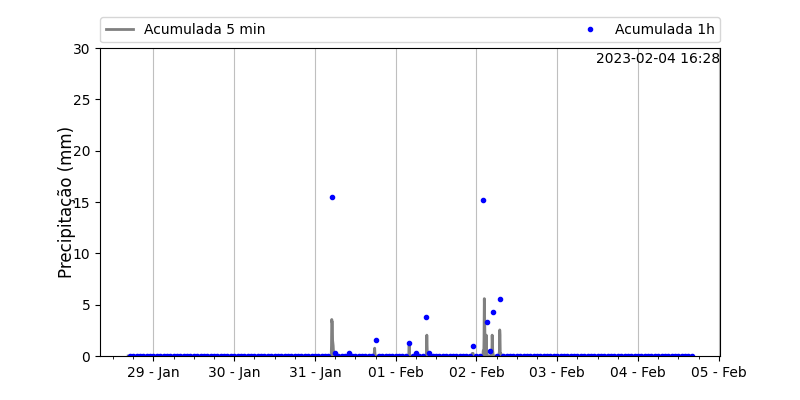 Acumulada 5 min
Acumulada 1h
2023-02-04 16:28
Precipitação (mm)
30
25
20
15
10
5
0
29 - Jan
30 - Jan
31 - Jan
01 - Feb
02 - Feb
03 - Feb
04 - Feb
05 - Feb